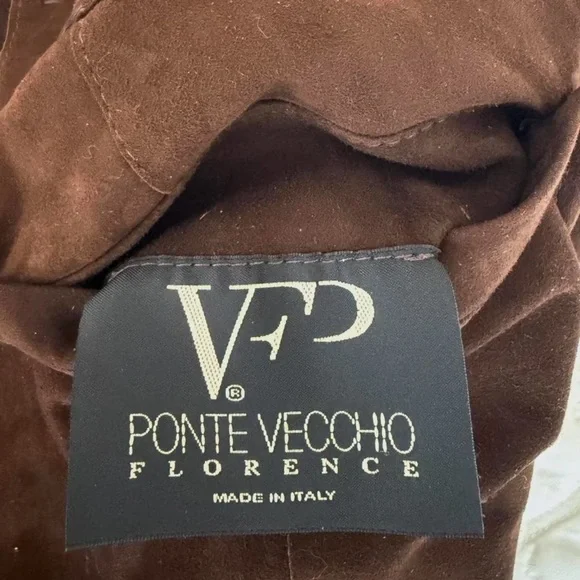 VFP
®
PONTE VECCHIO
FLORENCE
MADE IN ITALY